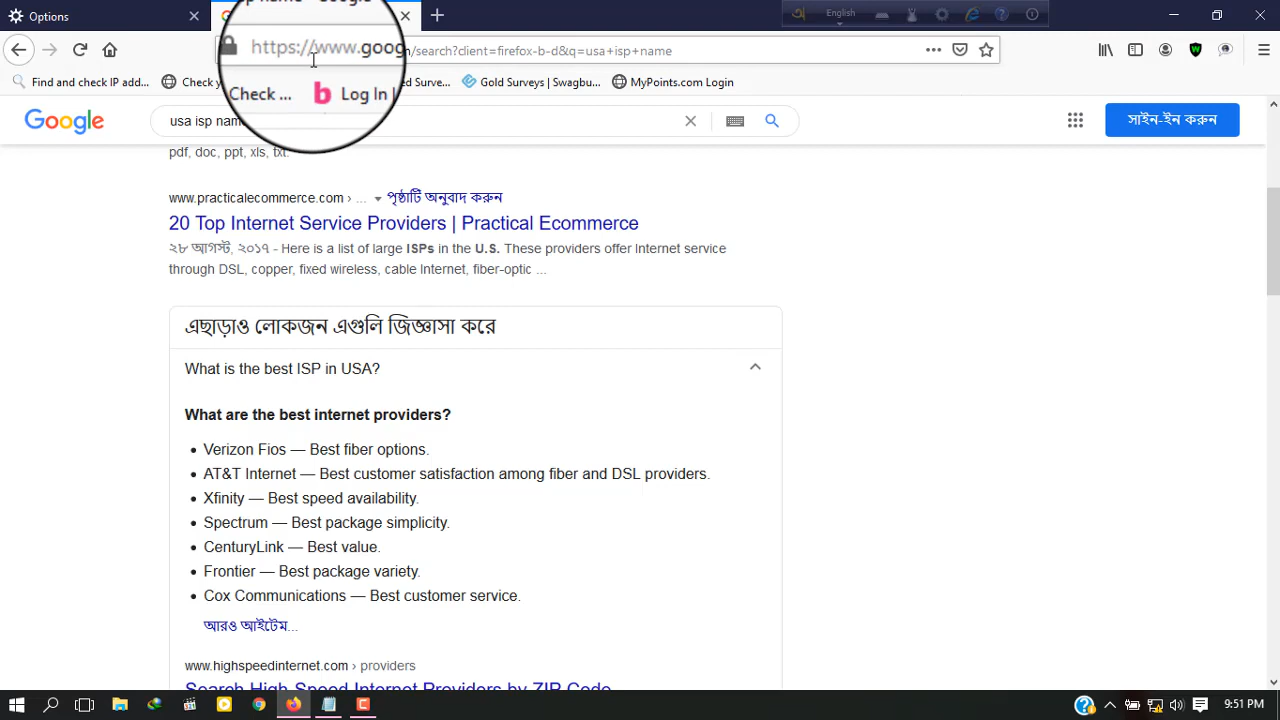 Options
English
https://www.goog
/search?client=firefox-b-d&q=usa+isp+name
Find and check IP addr...
Check ...
Log In
Gold Surveys | Swagbu...
MyPoints.com Login
Google
usa isp nam
সাইন-ইন করুন
pdf, doc, ppt, xls, txt.
www.practicalecommerce.com › ... পৃষ্ঠাটি অনুবাদ করুন
20 Top Internet Service Providers | Practical Ecommerce
২৮ আগস্ট, ২০১৭ - Here is a list of large ISPs in the U.S. These providers offer Internet service
through DSL, copper, fixed wireless, cable Internet, fiber-optic ...
এছাড়াও লোকজন এগুলি জিজ্ঞাসা করে
What is the best ISP in USA?
What are the best internet providers?
Verizon Fios — Best fiber options.
AT&T Internet — Best customer satisfaction among fiber and DSL providers.
Xfinity — Best speed availability.
Spectrum — Best package simplicity.
CenturyLink — Best value.
Frontier — Best package variety.
Cox Communications — Best customer service.
আরও আইটেম...
www.highspeedinternet.com › providers
Search High-Speed Internet Providers by ZIP Code
9:51 PM